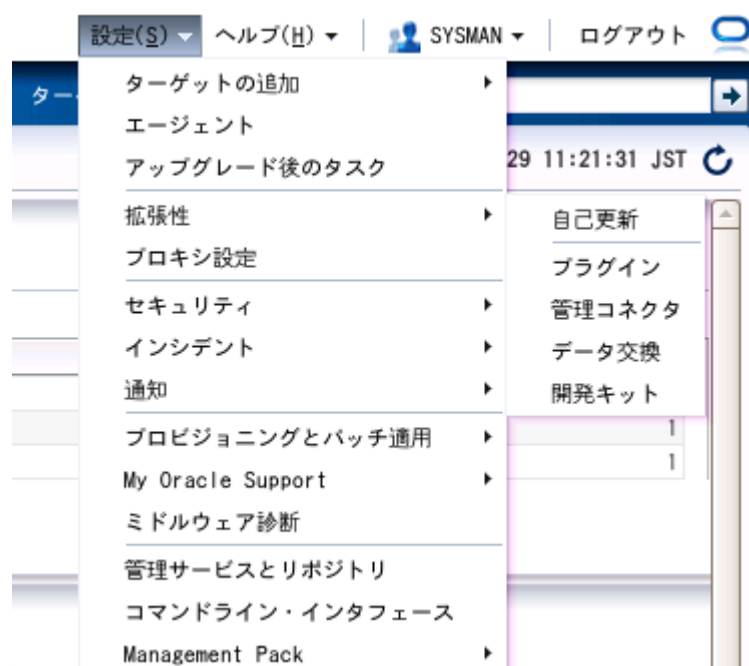 設定(S) ヘルプ(H) SYSMAN ログアウト
ター
29 11:21:31 JST
ターゲットの追加
エージェント
アップグレード後のタスク
拡張性
プロキシ設定
セキュリティ
インシデント
通知
プロビジョニングとパッチ適用
My Oracle Support
ミドルウェア診断
管理サービスとリポジトリ
コマンドライン・インタフェース
Management Pack
自己更新
プラグイン
管理コネクタ
データ交換
開発キット
1
1